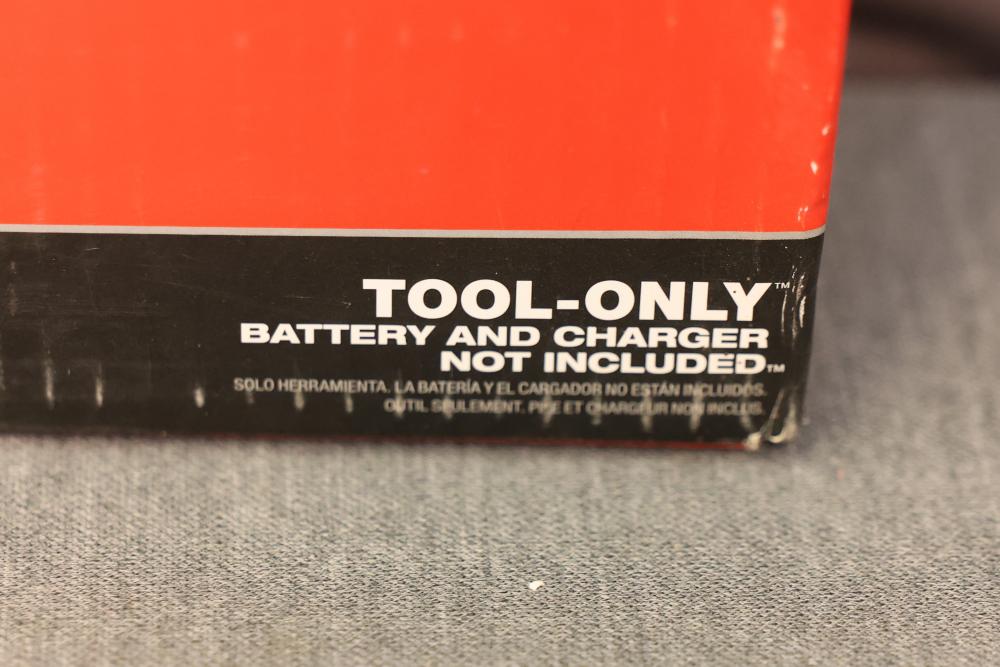 TOOL-ONLY™
BATTERY AND CHARGER
NOT INCLUDED™
SOLO HERRAMIENTA. LA BATERÍA Y EL CARGADOR NO ESTÁN INCLUIDOS.
OUTIL SEULEMENT. PILE ET CHARGEUR NON INCLUS.